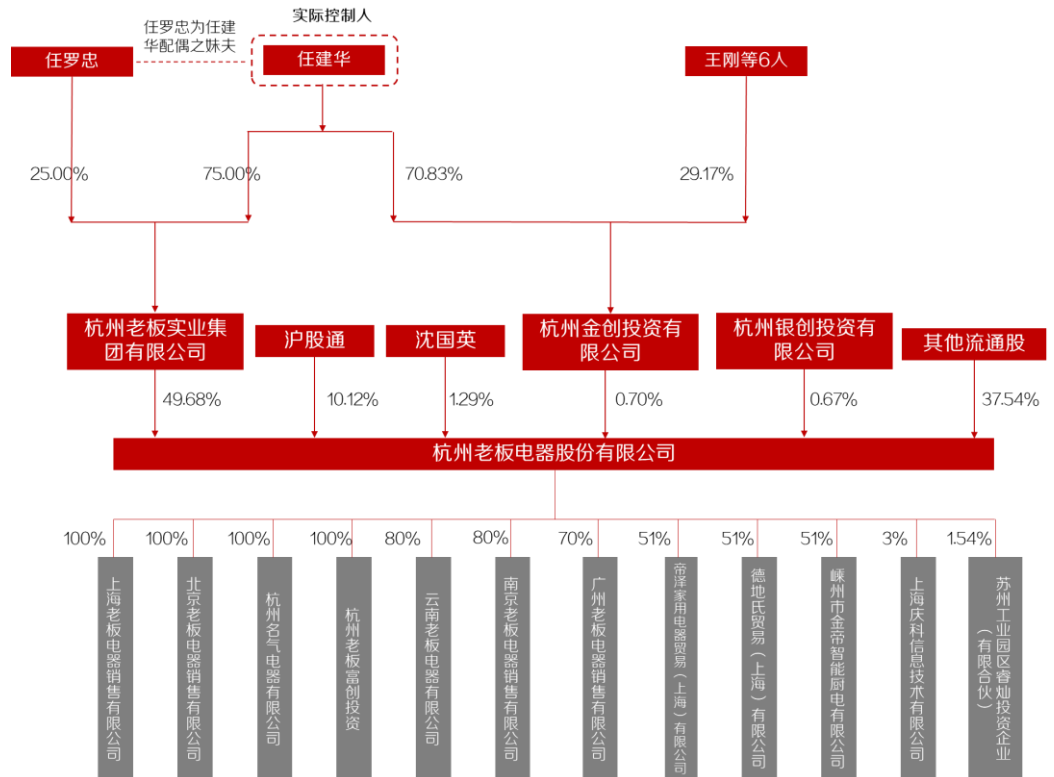 实际控制人
任罗忠为任建
华配偶之妹夫
任罗忠
任建华
王刚等6人
25.00%
75.00%
70.83%
29.17%
杭州老板实业集
团有限公司
沪股通
沈国英
杭州金创投资有
限公司
杭州银创投资有
限公司
其他流通股
49.68%
10.12%
1.29%
0.70%
0.67%
37.54%
杭州老板电器股份有限公司
100%
100%
100%
100%
80%
80%
70%
51%
51%
51%
3%
1.54%
上海老板电器销售有限公司
北京老板电器销售有限公司
杭州名气电器有限公司
杭州老板富创投资
云南老板电器有限公司
南京老板电器销售有限公司
广州老板电器销售有限公司
帝泽家用电器贸易（上海）有限公司
德地氏贸易（上海）有限公司
嵊州市金帝智能厨电有限公司
上海庆科信息技术有限公司
苏州工业园区睿灿投资企业
（有限合伙）